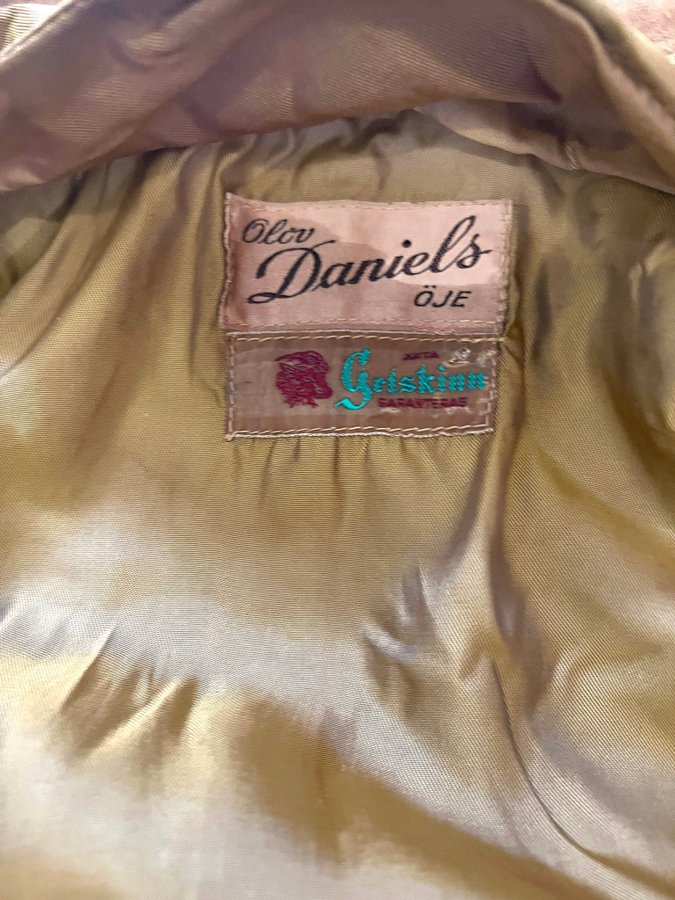 Olov
Daniels
ÖJE
ÄKTA
Getskinn
GARANTERAS